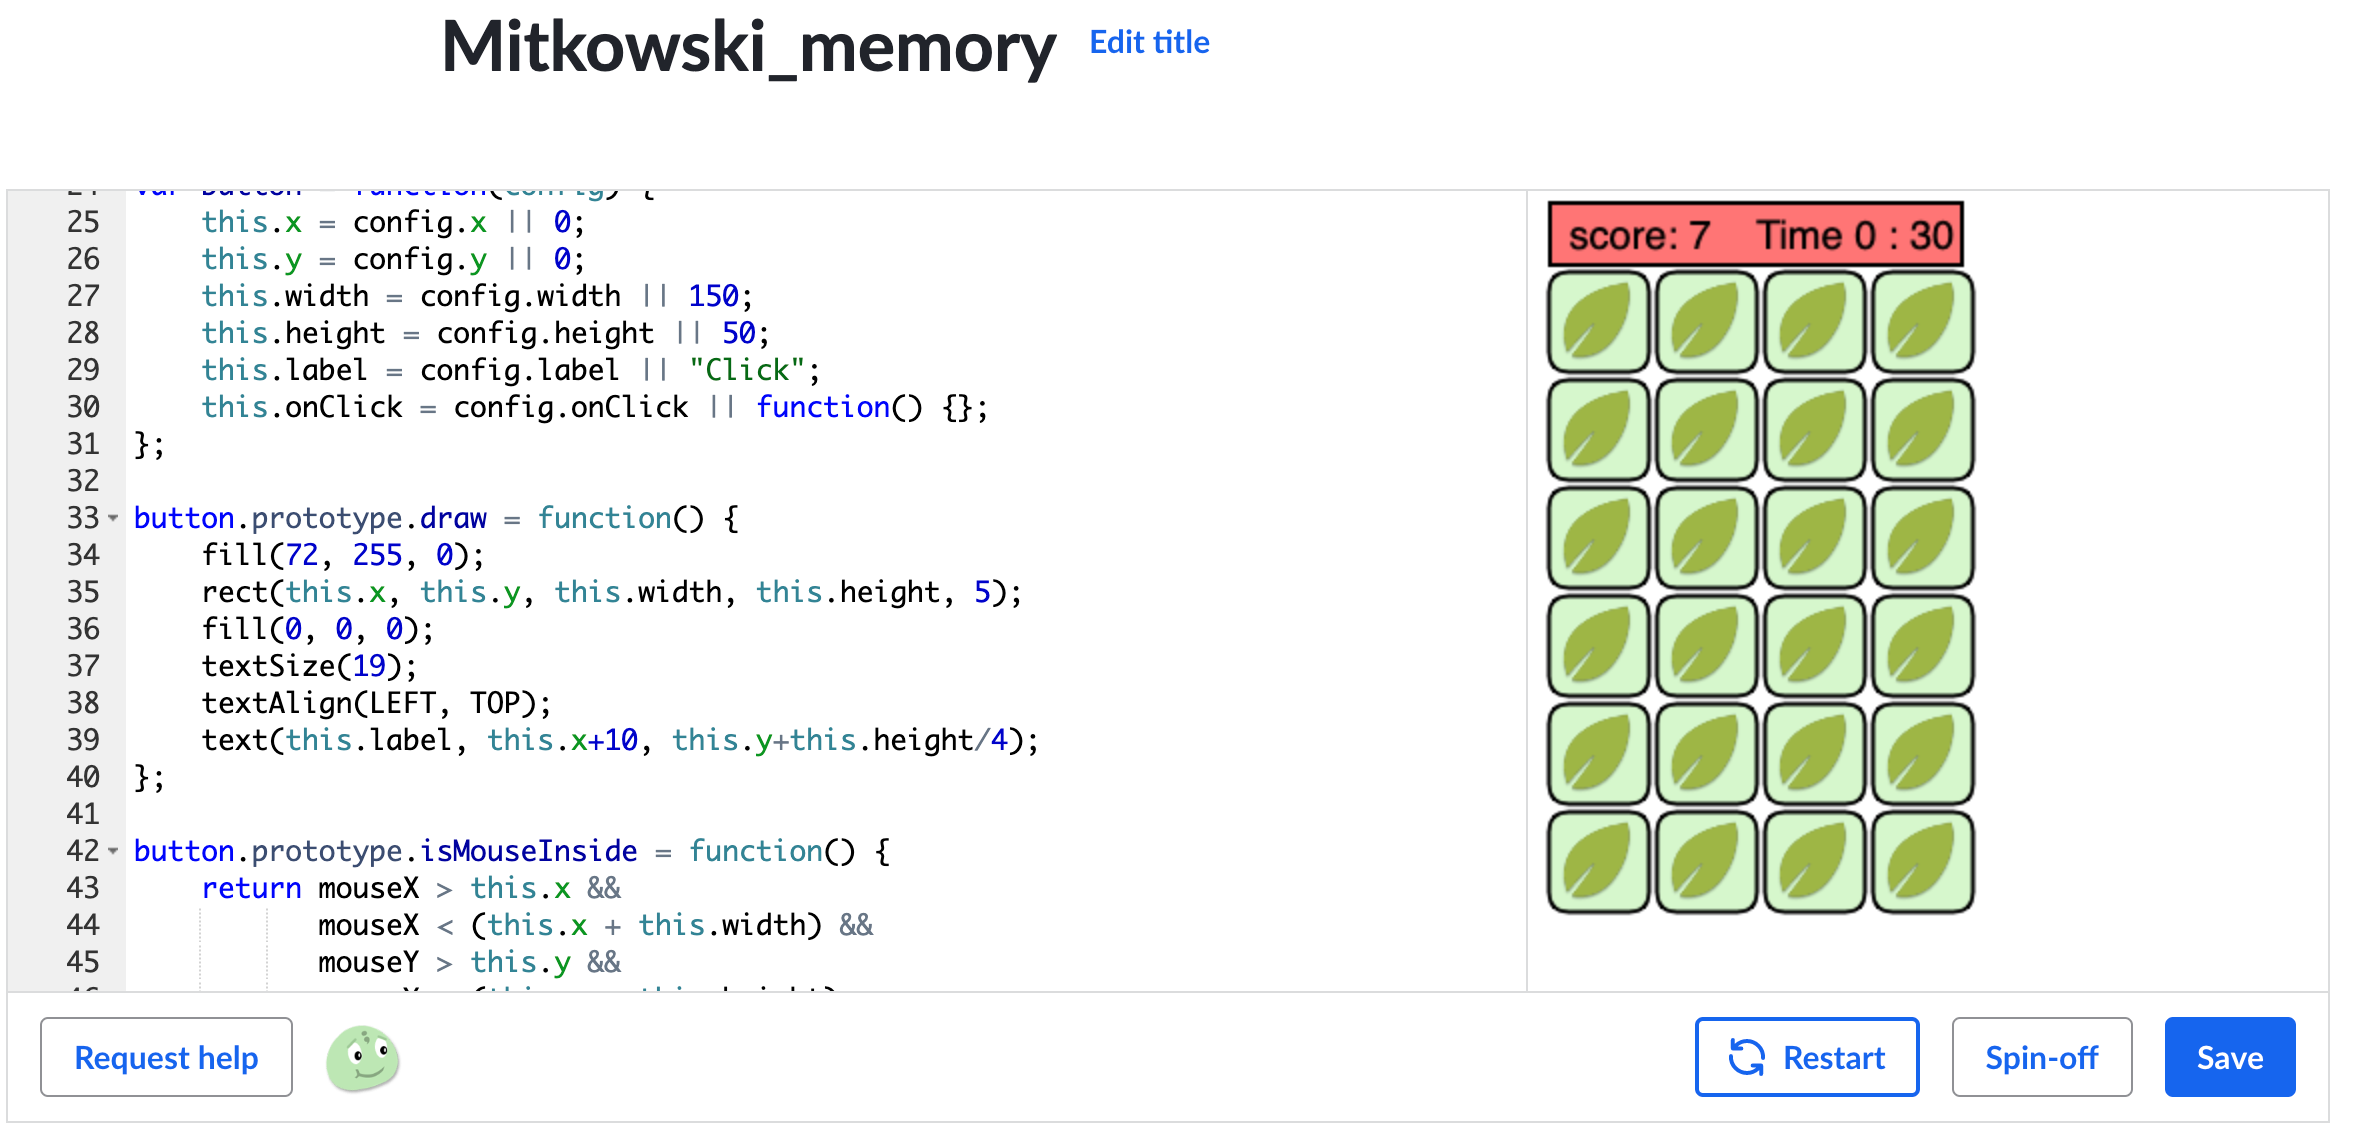 Mitkowski_memory Edit title
25 this.x = config.x || 0;
26 this.y = config.y || 0;
27 this.width = config.width || 150;
28 this.height = config.height || 50;
29 this.label = config.label || "Click";
30 this.onClick = config.onClick || function() {};
31 };
32
33 button.prototype.draw = function() {
34 fill(72, 255, 0);
35 rect(this.x, this.y, this.width, this.height, 5);
36 fill(0, 0, 0);
37 textSize(19);
38 textAlign(LEFT, TOP);
39 text(this.label, this.x+10, this.y+this.height/4);
40 };
41
42 button.prototype.isMouseInside = function() {
43 return mouseX > this.x &&
44 mouseX < (this.x + this.width) &&
45 mouseY > this.y &&
score: 7 Time 0 : 30
Request help
Restart
Spin-off
Save